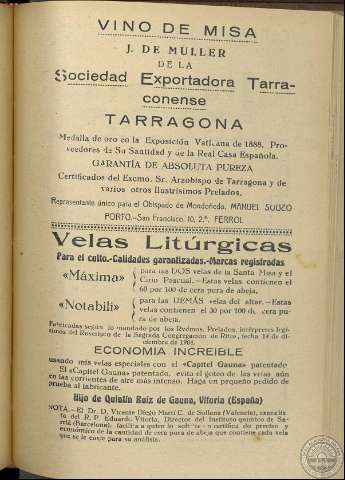 VINO DE MISA
J. DE MULLER
DE LA
Sociedad Exportadora Tarra-
conense
TARRAGONA
Medalla de oro en la Exposición Vaticana de 1888. Pro-
veedores de Su Santidad y de la Real Casa Española.
GARANTÍA DE ABSOLUTA PUREZA
Certificados del Excmo. Sr. Arzobispo de Tarragona y de
varios otros Ilustrísimos Prelados.
Representante único para el Obispado de Mondoñedo, MANUEL SOUZO
PORTO.—San Francisco, 10, 2.º. FERROL
Velas Litúrgicas
Para el culto.-Calidades garantizadas.-Marcas registradas
«Máxima» para las DOS velas de la Santa Misa y el
Cirio Pascual.—Estas velas contienen el
60 por 100 de cera pura de abeja.
«Notabili» para las DEMÁS velas del altar.—Estas
velas contienen el 30 por 100 de cera pu-
ra de abeja.
Fabricadas según lo mandado por los Rvdmos. Prelados, intérpretes legí-
timos del Rescripto de la Sagrada Congregación de Ritos, fecha 14 de di-
ciembre de 1904.
ECONOMIA INCREIBLE
usando mis velas especiales con el «Capitel Gauna» patentado
El «Capitel Gauna» patentado, evita el goteo de las velas aún
en las corrientes de aire más intenso. Haga un pequeño pedido de
prueba al fabricante.
Hijo de Quintín Ruiz de Gauna, Vitoria (España)
NOTA.—El Dr. D. Vicente Diego Martí C. de Sollana (Valencia),
del R. P. Eduardo Vitoria, Director del Instituto químico de Sa-
rriá (Barcelona), facilita a quien lo solicite certifica de pureza y
económico de la cantidad de cera pura de abeja que contiene cada vela
que se le envíe para su análisis.